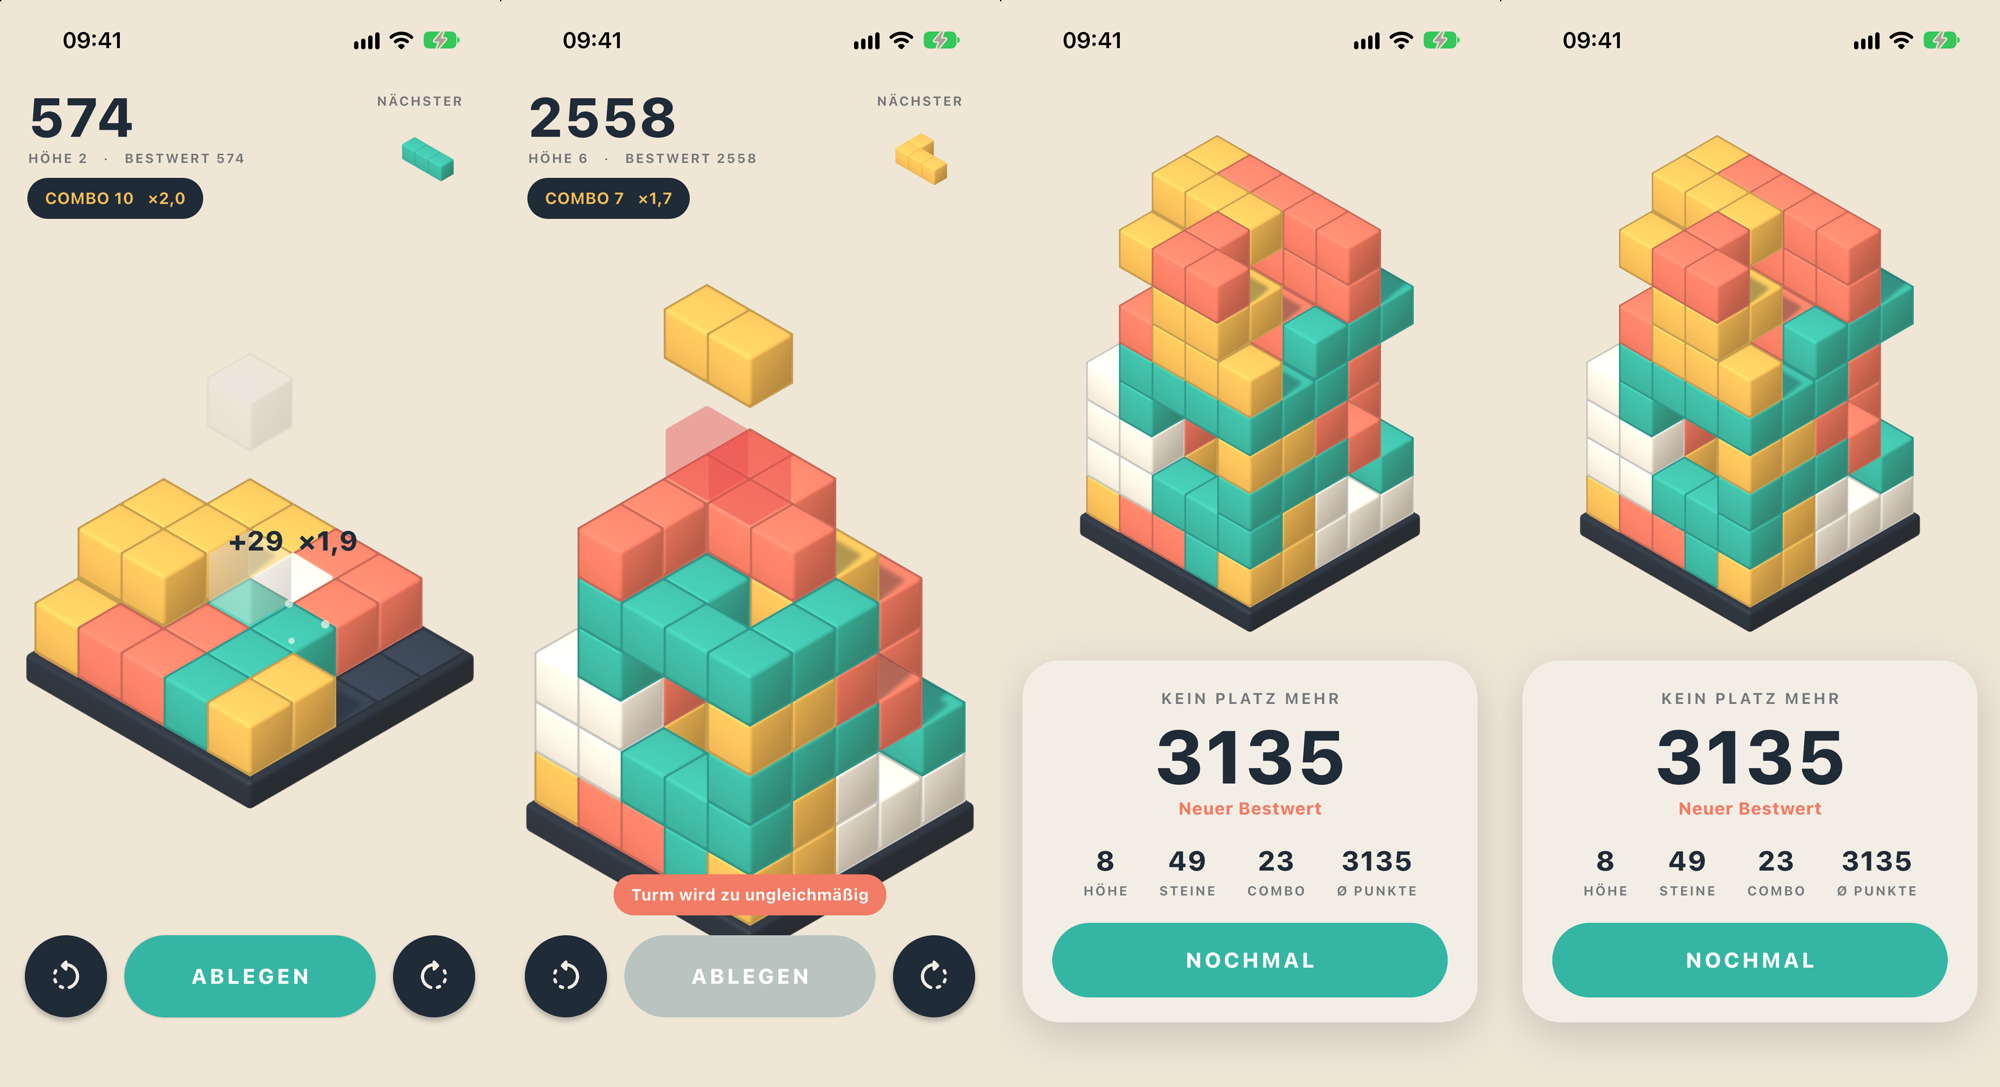 09:41
574
NÄCHSTER
HÖHE 2 · BESTWERT 574
COMBO 10 ×2,0
+29 ×1,9
ABLEGEN
09:41
2558
NÄCHSTER
HÖHE 6 · BESTWERT 2558
COMBO 7 ×1,7
Turm wird zu ungleichmäßig
ABLEGEN
09:41
KEIN PLATZ MEHR
3135
Neuer Bestwert
8 49 23 3135
HÖHE STEINE COMBO Ø PUNKTE
NOCHMAL
09:41
KEIN PLATZ MEHR
3135
Neuer Bestwert
8 49 23 3135
HÖHE STEINE COMBO Ø PUNKTE
NOCHMAL